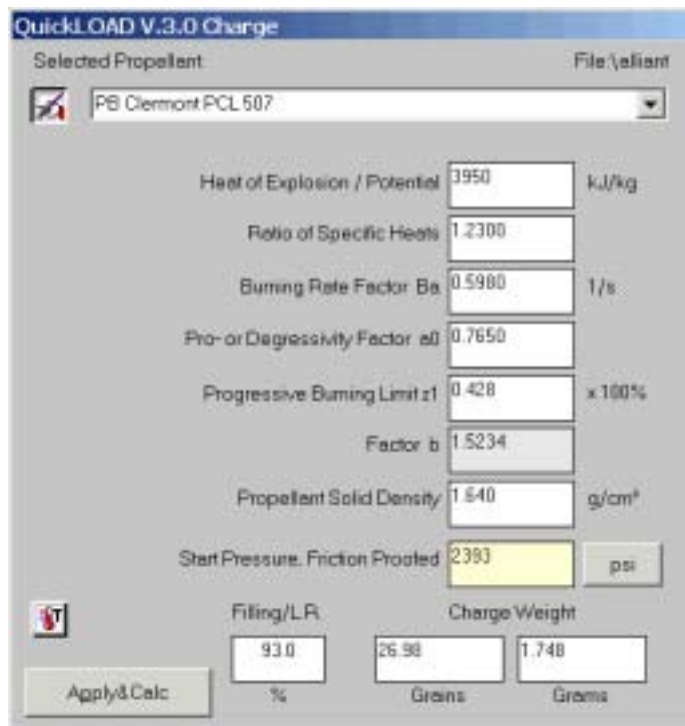 QuickLOAD V.3.0 Charge
Selected Propellant File:\alliant
PB Clermont PCL 507
Heat of Explosion / Potential 3950 kJ/kg
Ratio of Specific Heats 1.2300
Burning Rate Factor Ba 0.5980 1/s
Pro- or Degressivity Factor a0 0.7650
Progressive Burning Limit z1 0.428 x 100%
Factor b 1.5234
Propellant Solid Density 1.640 g/cm³
Start Pressure, Friction Proofed 2393 psi
Filling/L.R. Charge Weight
93.0 26.98 1.748
Apply&Calc % Grains Grams